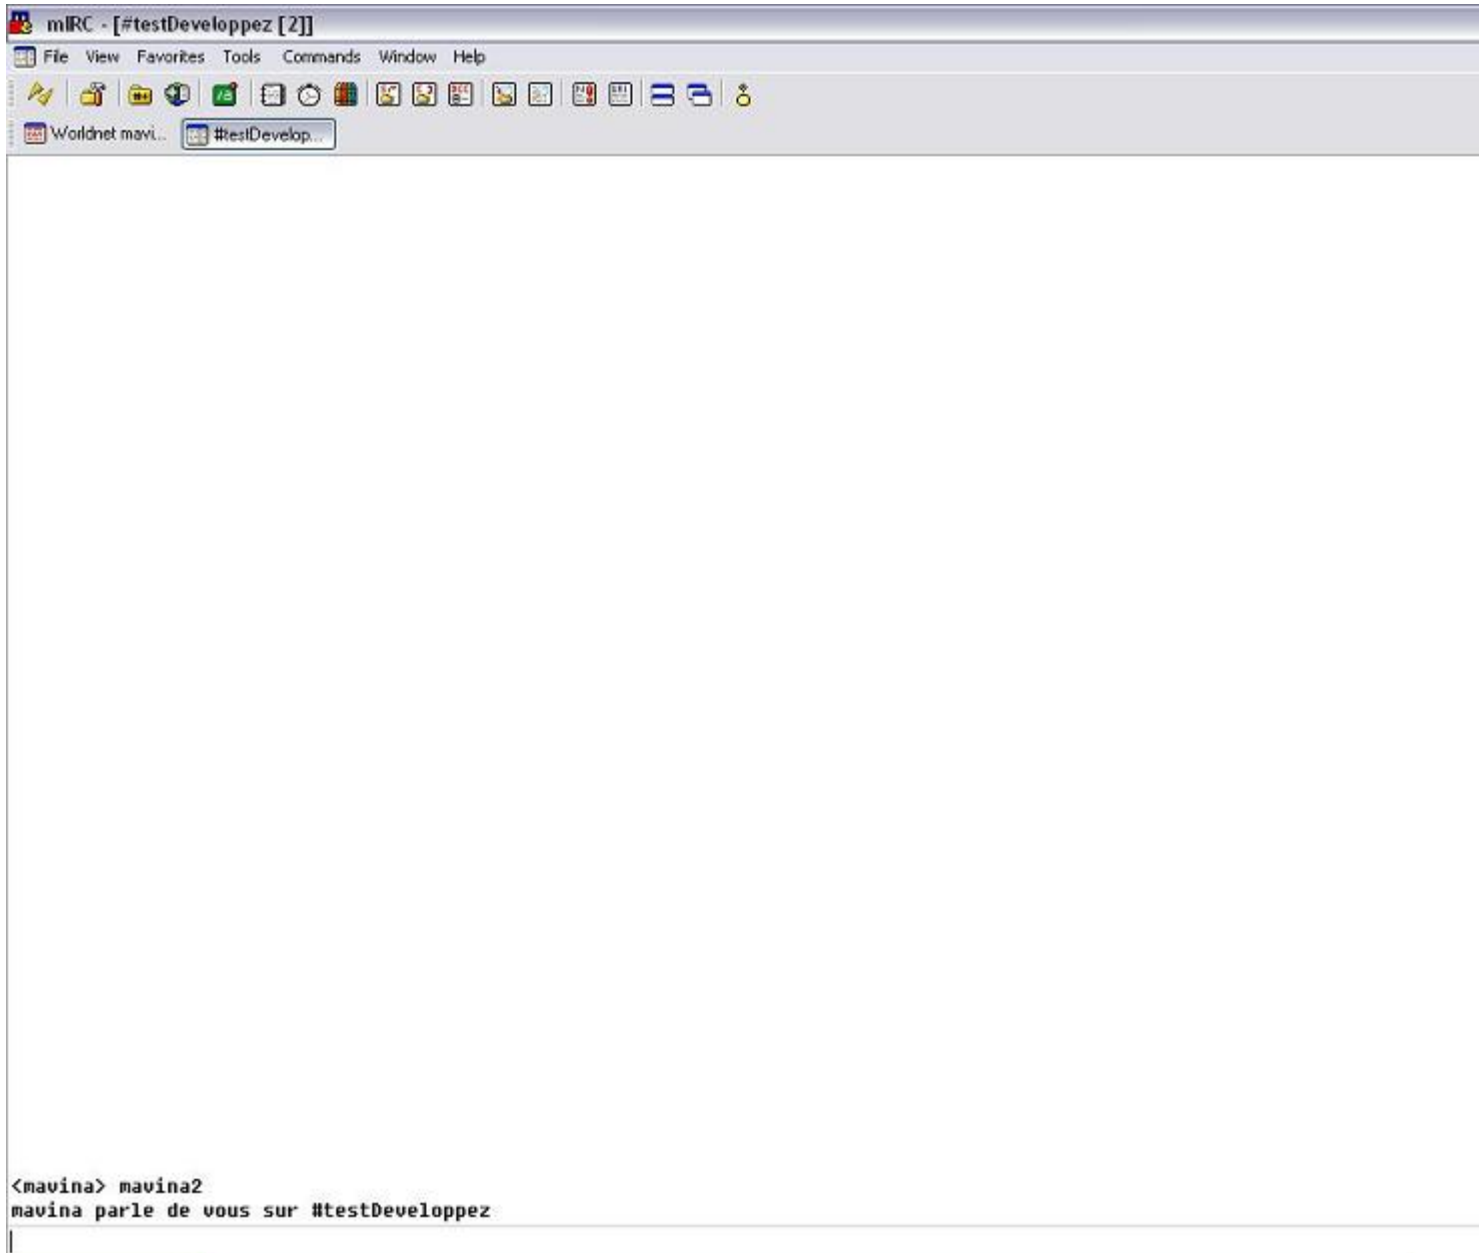 mIRC - [#testDeveloppez [2]]
File View Favorites Tools Commands Window Help
Worldnet mavi... #testDevelop...
<mavina> mavina2
mavina parle de vous sur #testDeveloppez